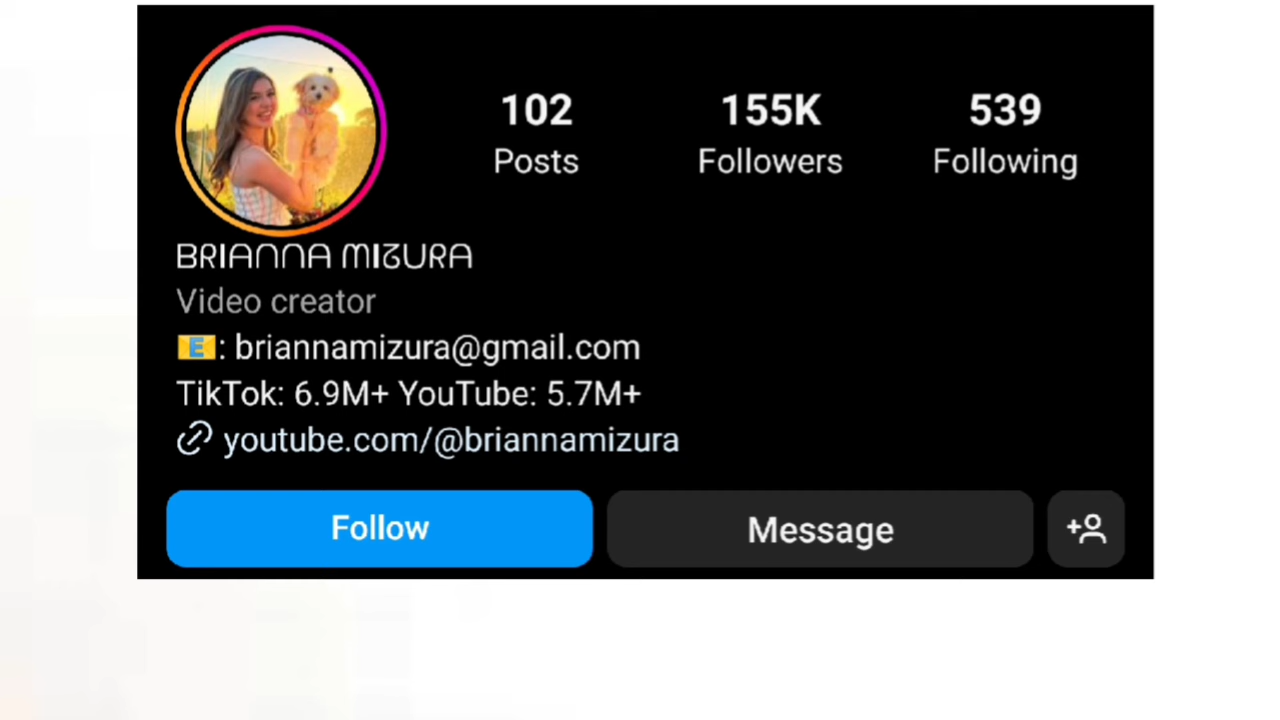 102 155K 539
Posts Followers Following
BRIANNA MIZURA
Video creator
📧: briannamizura@gmail.com
TikTok: 6.9M+ YouTube: 5.7M+
youtube.com/@briannamizura
Follow Message